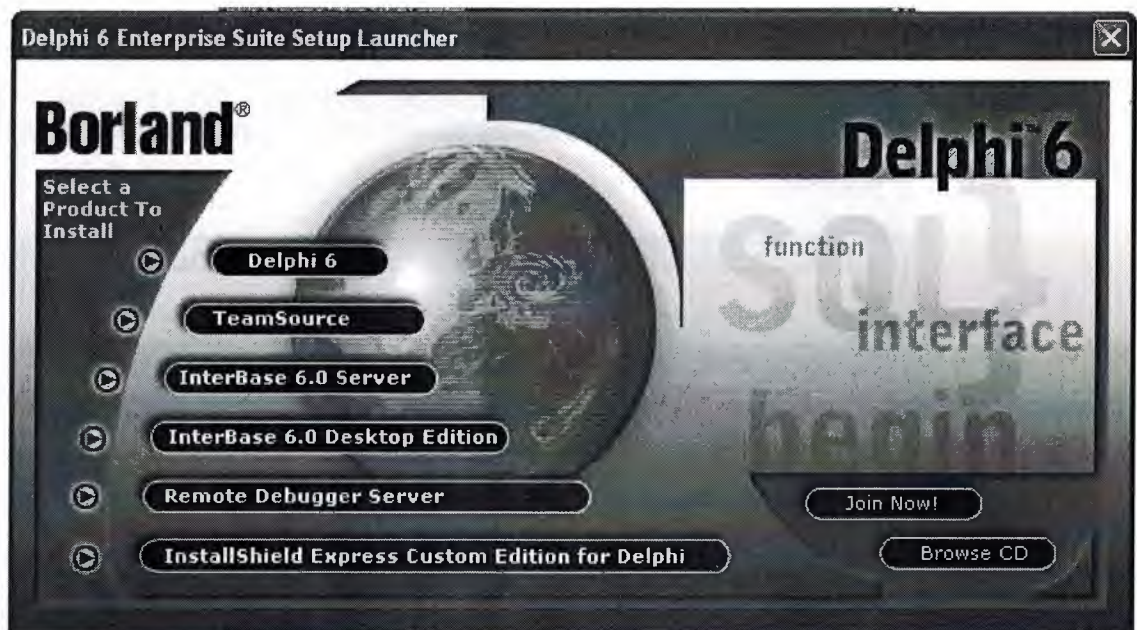 Delphi 6 Enterprise Suite Setup Launcher
Borland®
Delphi™ 6
Select a
Product To
Install
Delphi 6
TeamSource
InterBase 6.0 Server
InterBase 6.0 Desktop Edition
Remote Debugger Server
InstallShield Express Custom Edition for Delphi
function
interface
Join Now!
Browse CD